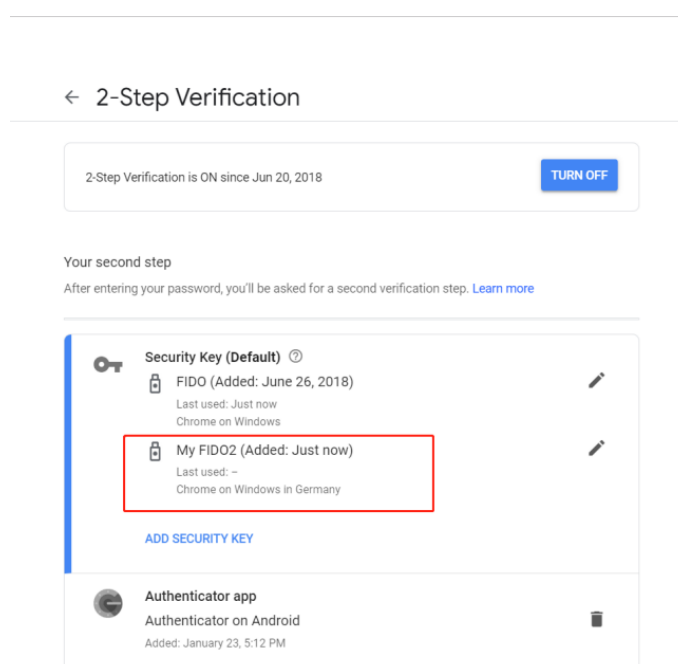 2-Step Verification
2-Step Verification is ON since Jun 20, 2018
TURN OFF
Your second step
After entering your password, you'll be asked for a second verification step. Learn more
Security Key (Default)
FIDO (Added: June 26, 2018)
Last used: Just now
Chrome on Windows
My FIDO2 (Added: Just now)
Last used: –
Chrome on Windows in Germany
ADD SECURITY KEY
Authenticator app
Authenticator on Android
Added: January 23, 5:12 PM